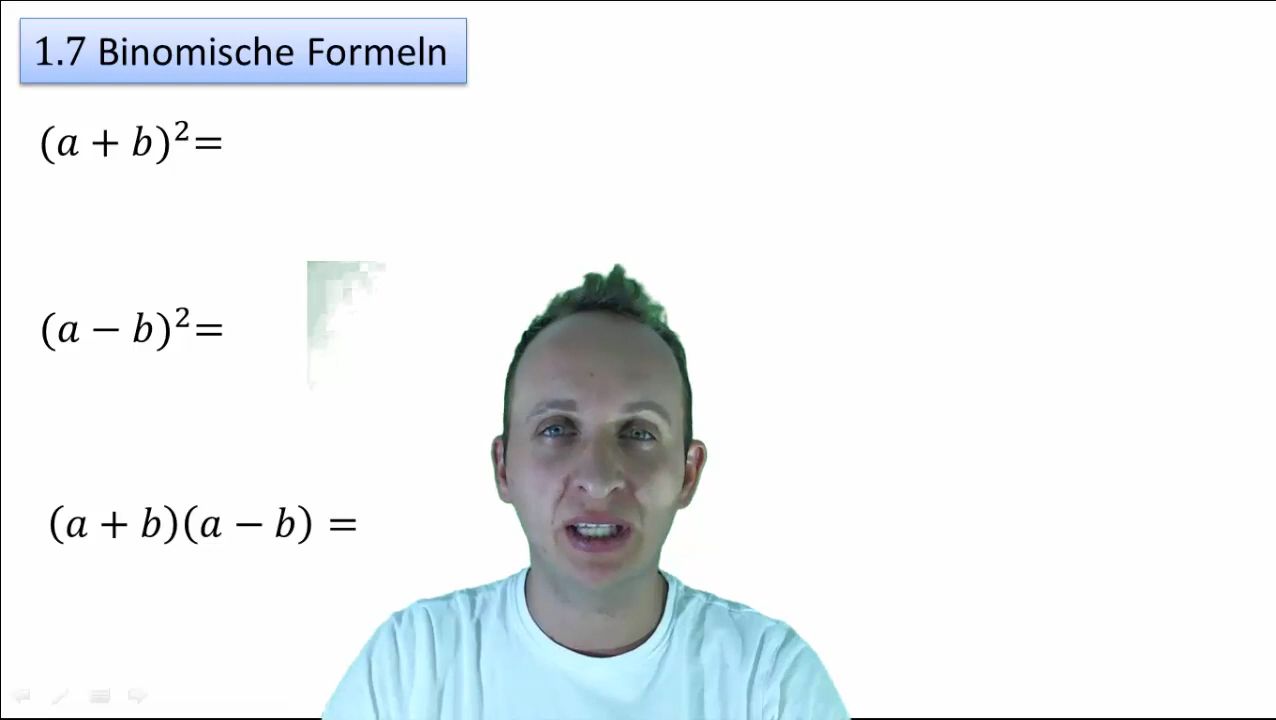 1.7 Binomische Formeln
(a + b)²=
(a − b)²=
(a + b)(a − b) =